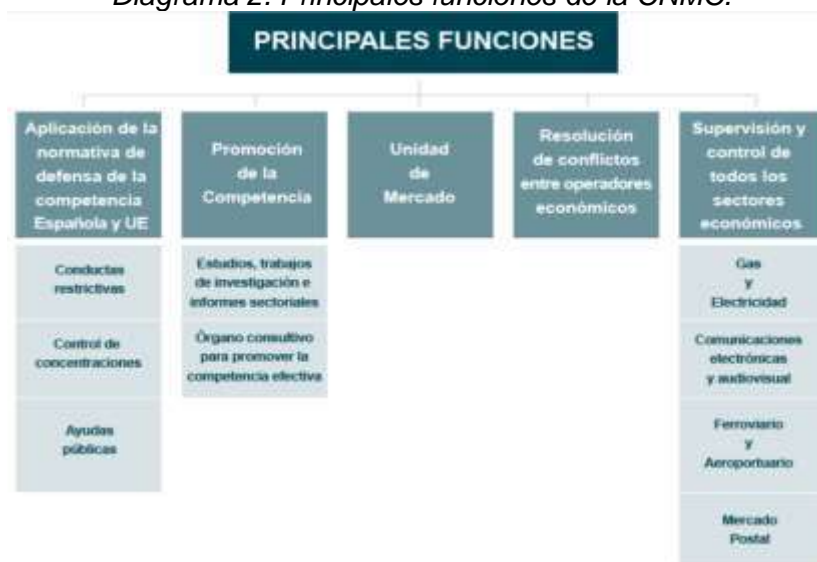 Diagrama 2. Principales funciones de la CNMC.
PRINCIPALES FUNCIONES
Aplicación de la
normativa de
defensa de la
competencia
Española y UE
Conductas
restrictivas
Control de
concentraciones
Ayudas
públicas
Promoción
de la
Competencia
Estudios, trabajos
de investigación e
informes sectoriales
Órgano consultivo
para promover la
competencia efectiva
Unidad
de
Mercado
Resolución
de conflictos
entre operadores
económicos
Supervisión y
control de
todos los
sectores
económicos
Gas
y
Electricidad
Comunicaciones
electrónicas
y audiovisual
Ferroviario
y
Aeroportuario
Mercado
Postal